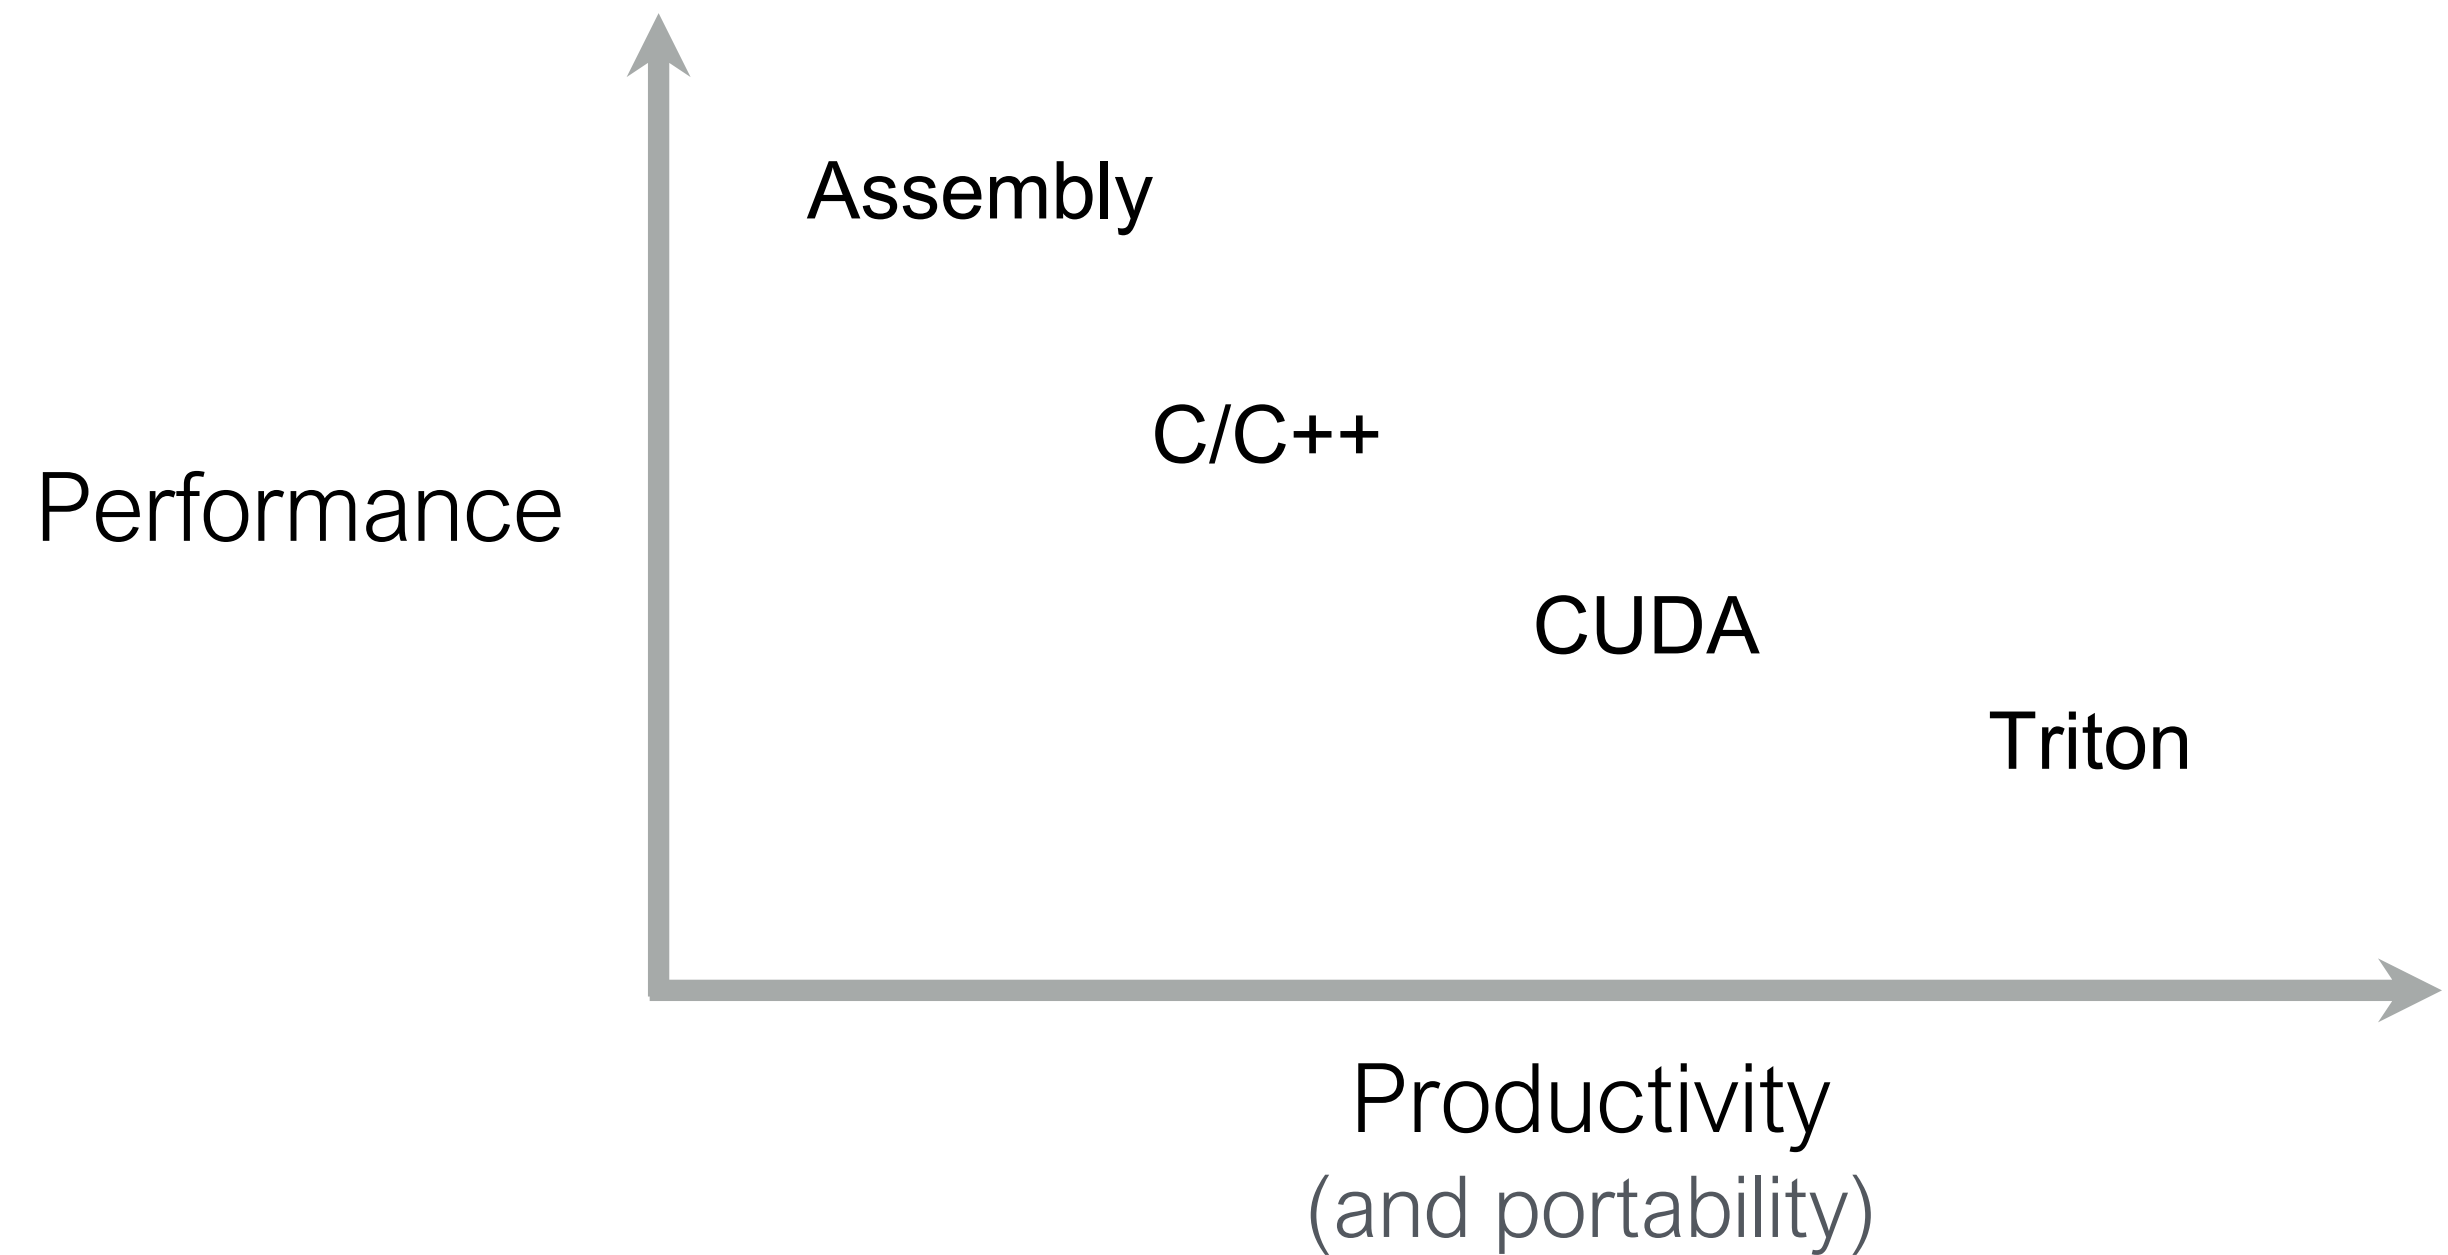 Assembly
C/C++
Performance
CUDA
Triton
Productivity
(and portability)